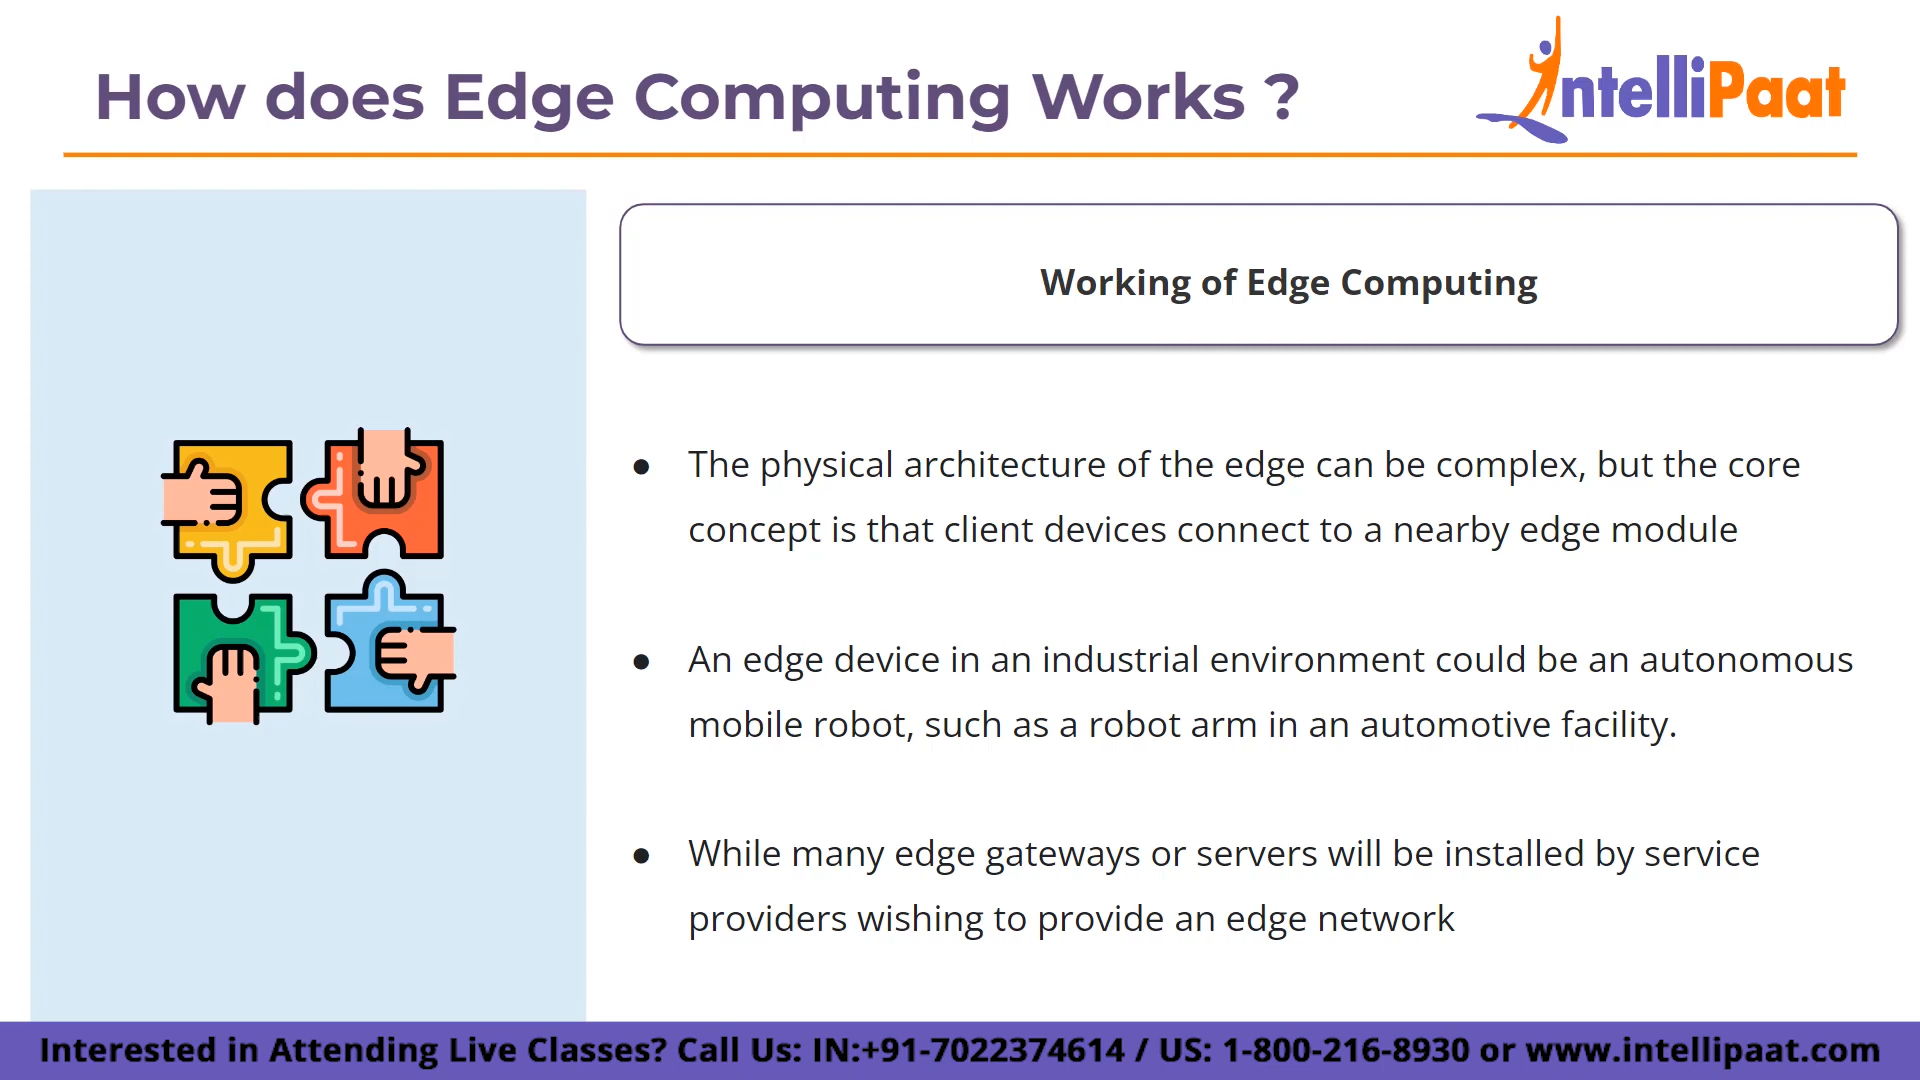 How does Edge Computing Works ?
IntelliPaat
Working of Edge Computing
● The physical architecture of the edge can be complex, but the core
concept is that client devices connect to a nearby edge module
● An edge device in an industrial environment could be an autonomous
mobile robot, such as a robot arm in an automotive facility.
● While many edge gateways or servers will be installed by service
providers wishing to provide an edge network
Interested in Attending Live Classes? Call Us: IN:+91-7022374614 / US: 1-800-216-8930 or www.intellipaat.com